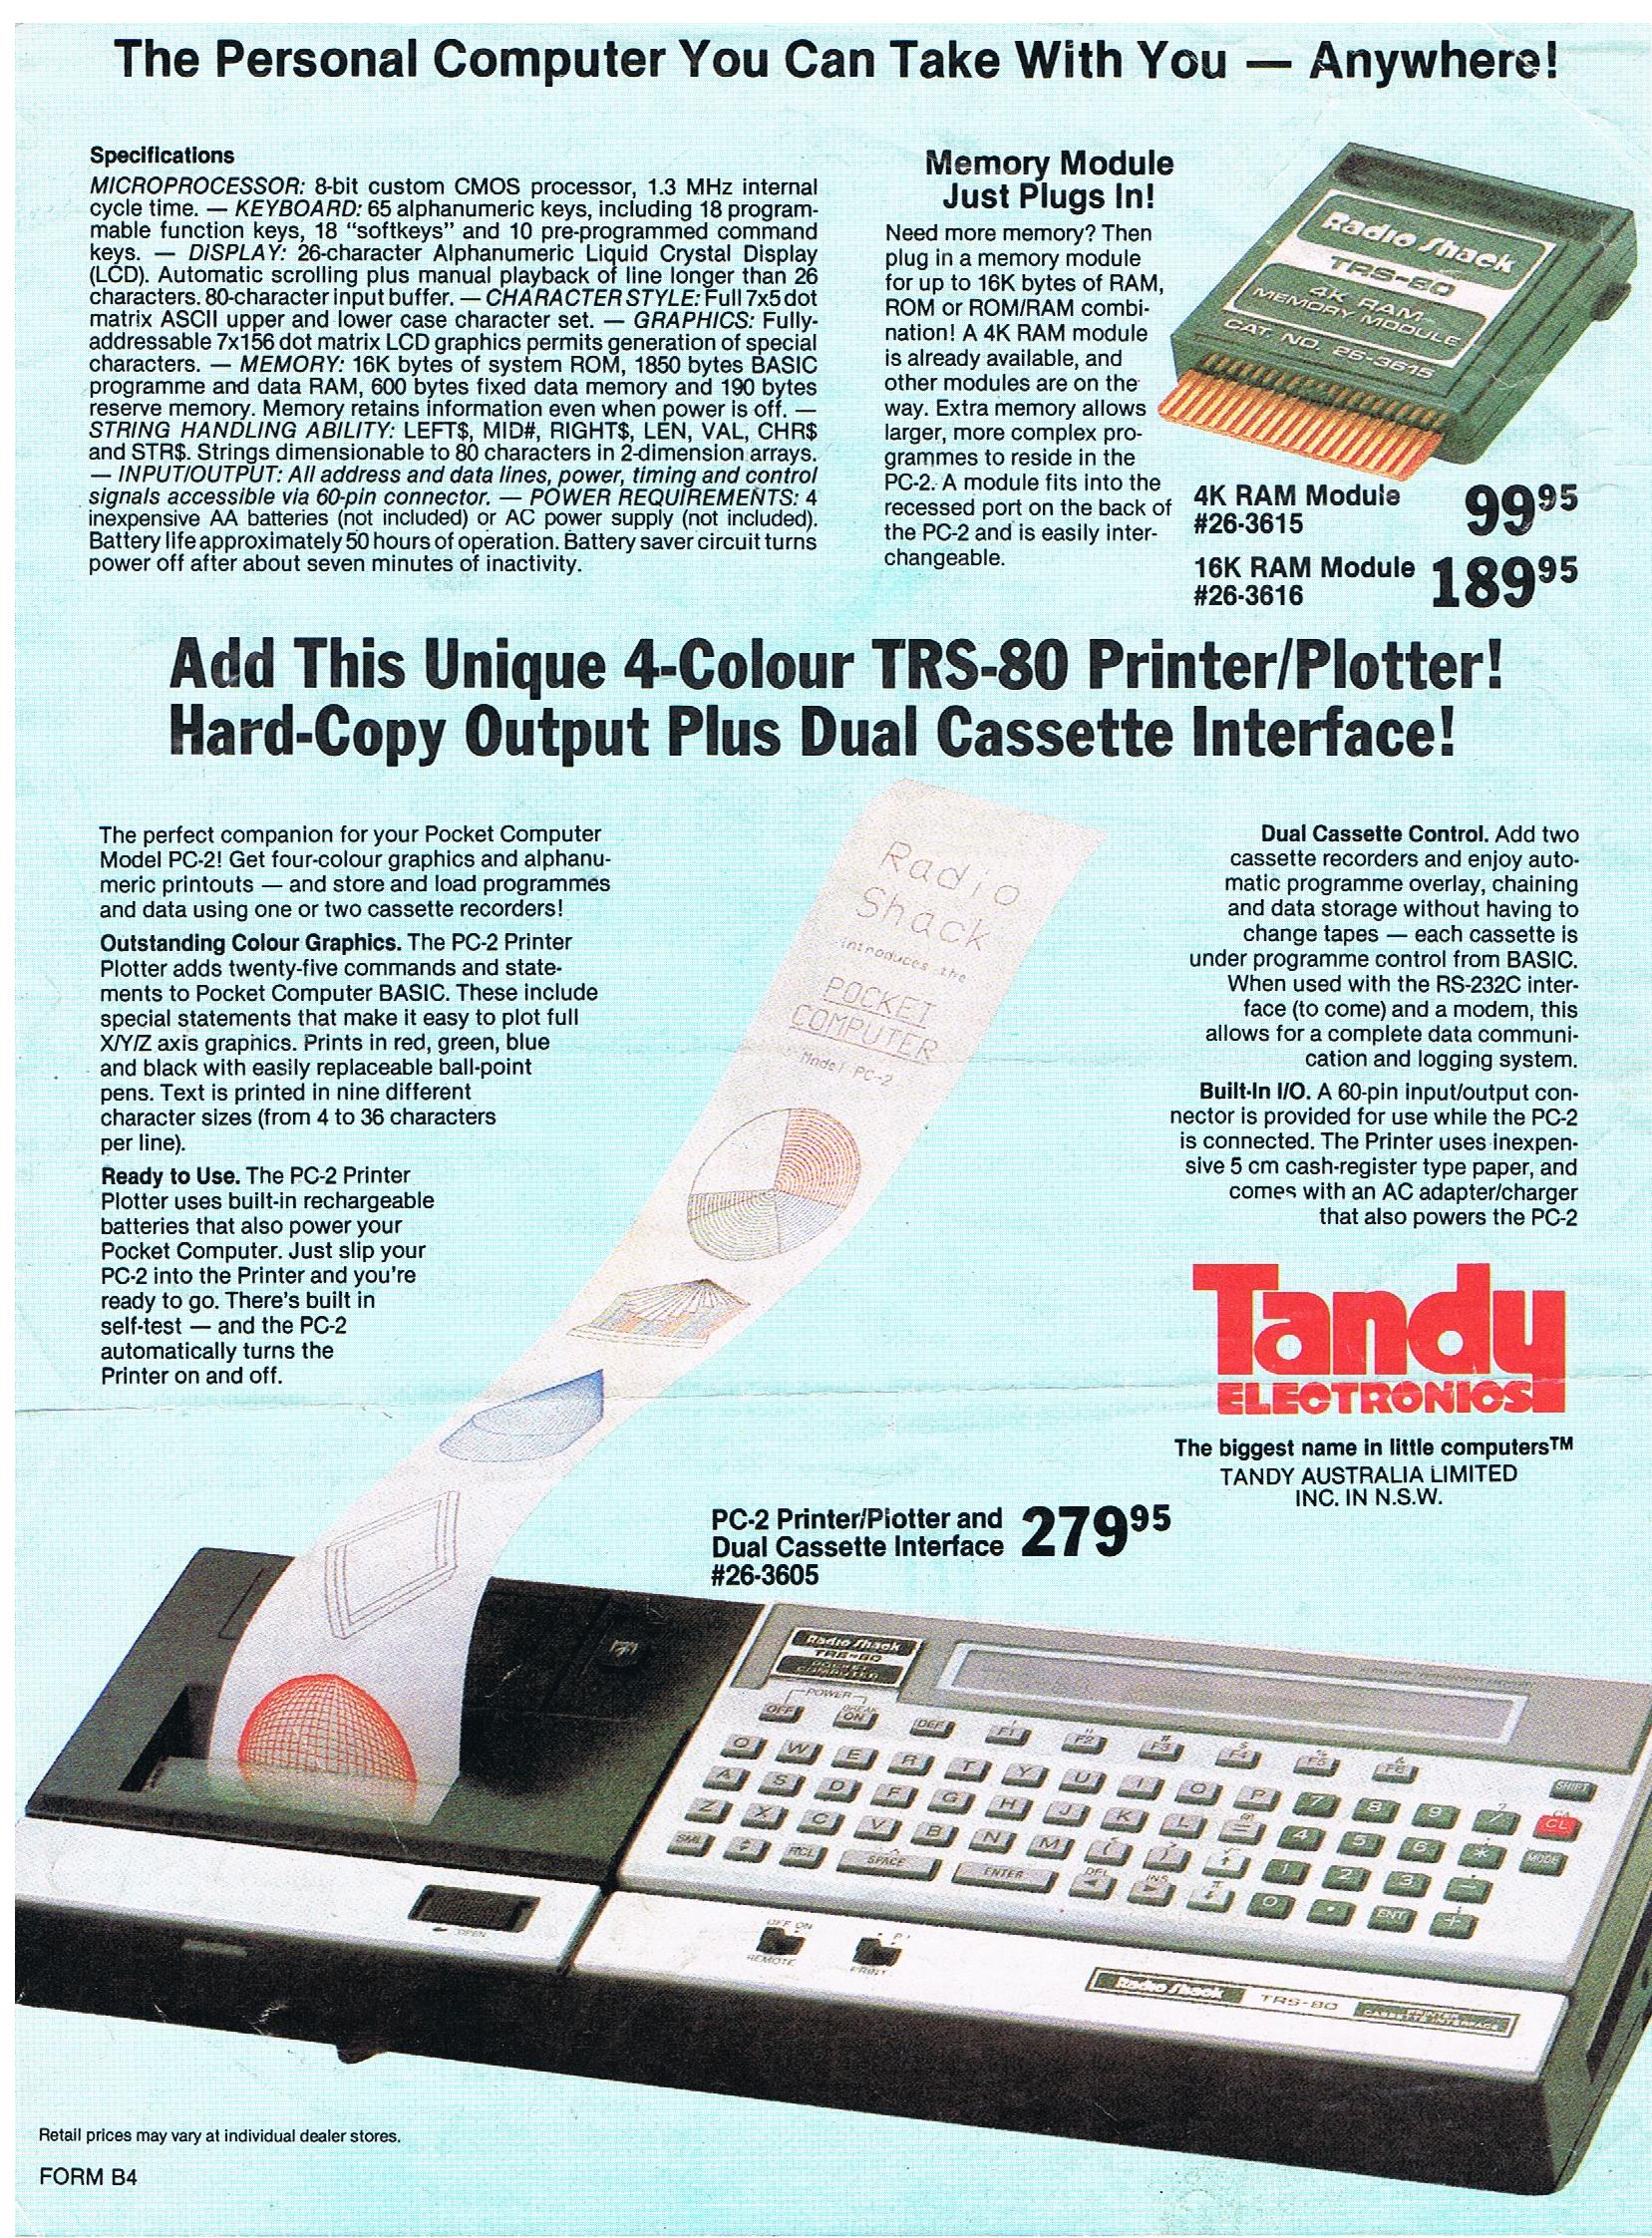 The Personal Computer You Can Take With You — Anywhere!
Specifications
MICROPROCESSOR: 8-bit custom CMOS processor, 1.3 MHz internal
cycle time. — KEYBOARD: 65 alphanumeric keys, including 18 program-
mable function keys, 18 “softkeys” and 10 pre-programmed command
keys. — DISPLAY: 26-character Alphanumeric Liquid Crystal Display
(LCD). Automatic scrolling plus manual playback of line longer than 26
characters. 80-character input buffer. — CHARACTER STYLE: Full 7x5 dot
matrix ASCII upper and lower case character set. — GRAPHICS: Fully-
addressable 7x156 dot matrix LCD graphics permits generation of special
characters. — MEMORY: 16K bytes of system ROM, 1850 bytes BASIC
programme and data RAM, 600 bytes fixed data memory and 190 bytes
reserve memory. Memory retains information even when power is off. —
STRING HANDLING ABILITY: LEFT$, MID#, RIGHT$, LEN, VAL, CHR$
and STR$. Strings dimensionable to 80 characters in 2-dimension arrays.
— INPUT/OUTPUT: All address and data lines, power, timing and control
signals accessible via 60-pin connector. — POWER REQUIREMENTS: 4
inexpensive AA batteries (not included) or AC power supply (not included).
Battery life approximately 50 hours of operation. Battery saver circuit turns
power off after about seven minutes of inactivity.
Memory Module
Just Plugs In!
Need more memory? Then
plug in a memory module
for up to 16K bytes of RAM,
ROM or ROM/RAM combi-
nation! A 4K RAM module
is already available, and
other modules are on the
way. Extra memory allows
larger, more complex pro-
grammes to reside in the
PC-2. A module fits into the
recessed port on the back of
the PC-2 and is easily inter-
changeable.
Radio Shack
TRS-80
4K RAM
MEMORY MODULE
CAT. NO. 26-3615
4K RAM Module
#26-3615
99 95
16K RAM Module
#26-3616
189 95
Add This Unique 4-Colour TRS-80 Printer/Plotter!
Hard-Copy Output Plus Dual Cassette Interface!
The perfect companion for your Pocket Computer
Model PC-2! Get four-colour graphics and alphanu-
meric printouts — and store and load programmes
and data using one or two cassette recorders!
Outstanding Colour Graphics. The PC-2 Printer
Plotter adds twenty-five commands and state-
ments to Pocket Computer BASIC. These include
special statements that make it easy to plot full
X/Y/Z axis graphics. Prints in red, green, blue
and black with easily replaceable ball-point
pens. Text is printed in nine different
character sizes (from 4 to 36 characters
per line).
Ready to Use. The PC-2 Printer
Plotter uses built-in rechargeable
batteries that also power your
Pocket Computer. Just slip your
PC-2 into the Printer and you're
ready to go. There's built in
self-test — and the PC-2
automatically turns the
Printer on and off.
Radio
Shack
introduces the
POCKET
COMPUTER
Model PC-2
Dual Cassette Control. Add two
cassette recorders and enjoy auto-
matic programme overlay, chaining
and data storage without having to
change tapes — each cassette is
under programme control from BASIC.
When used with the RS-232C inter-
face (to come) and a modem, this
allows for a complete data communi-
cation and logging system.
Built-In I/O. A 60-pin input/output con-
nector is provided for use while the PC-2
is connected. The Printer uses inexpen-
sive 5 cm cash-register type paper, and
comes with an AC adapter/charger
that also powers the PC-2
Tandy
ELECTRONICS
The biggest name in little computers™
TANDY AUSTRALIA LIMITED
INC. IN N.S.W.
PC-2 Printer/Plotter and
Dual Cassette Interface
#26-3605
279 95
Radio Shack
TRS-80
POCKET
COMPUTER
POWER
BREAK
OFF ON DEF F1 F2 F3 F4 F5 F6 SHIFT
Q W E R T Y U I O P 7 8 9 / CA CL
A S D F G H J K L = 4 5 6 * MODE
Z X C V B N M ( ) 1 2 3 −
SML RCL SPACE ENTER DEL INS 0 . ENT +
OPEN
OFF ON
REMOTE
P
PRINT
Radio Shack TRS-80 PRINTER
CASSETTE INTERFACE
Retail prices may vary at individual dealer stores.
FORM B4